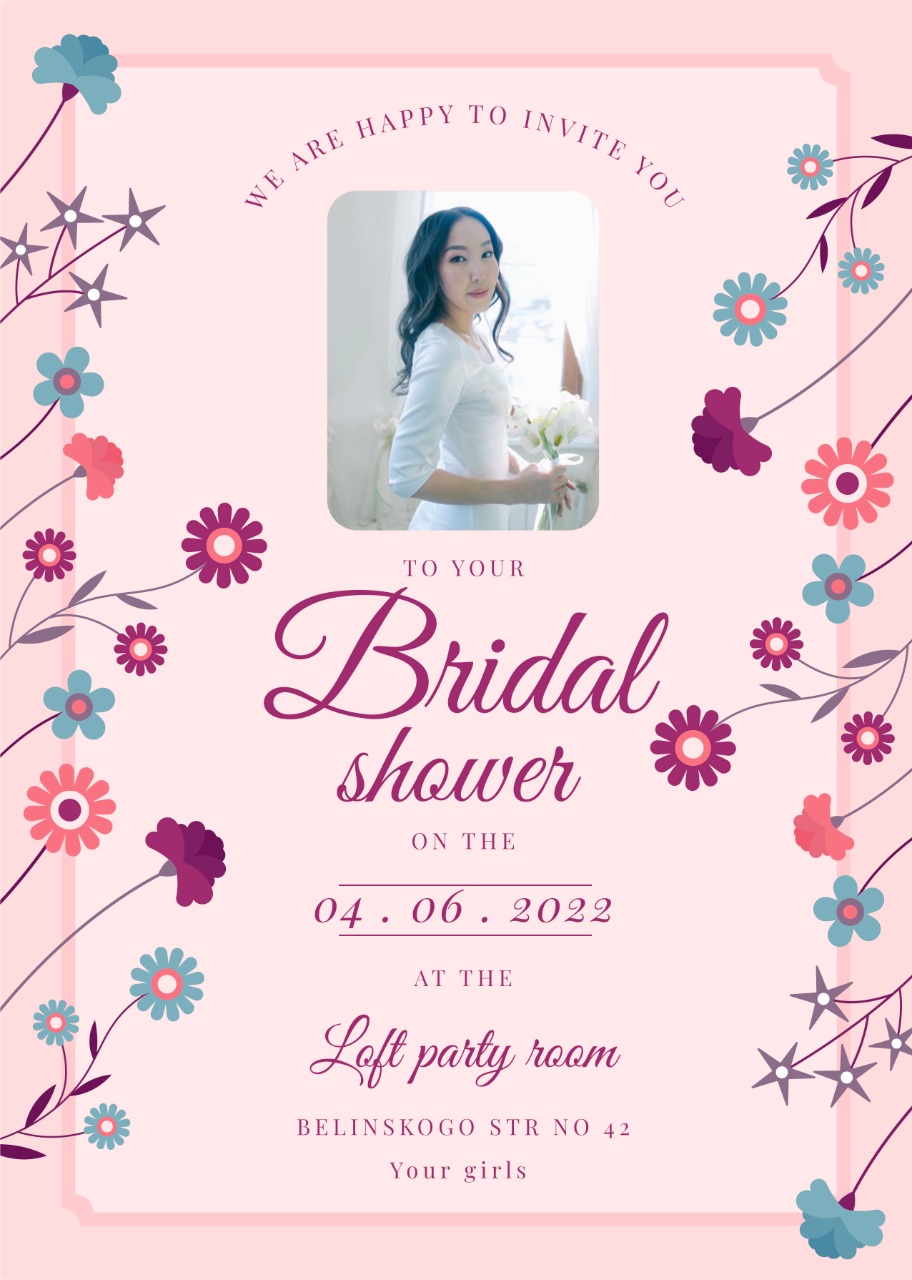 WE ARE HAPPY TO INVITE YOU
TO YOUR
Bridal
shower
ON THE
04 . 06 . 2022
AT THE
Loft party room
BELINSKOGO STR NO 42
Your girls